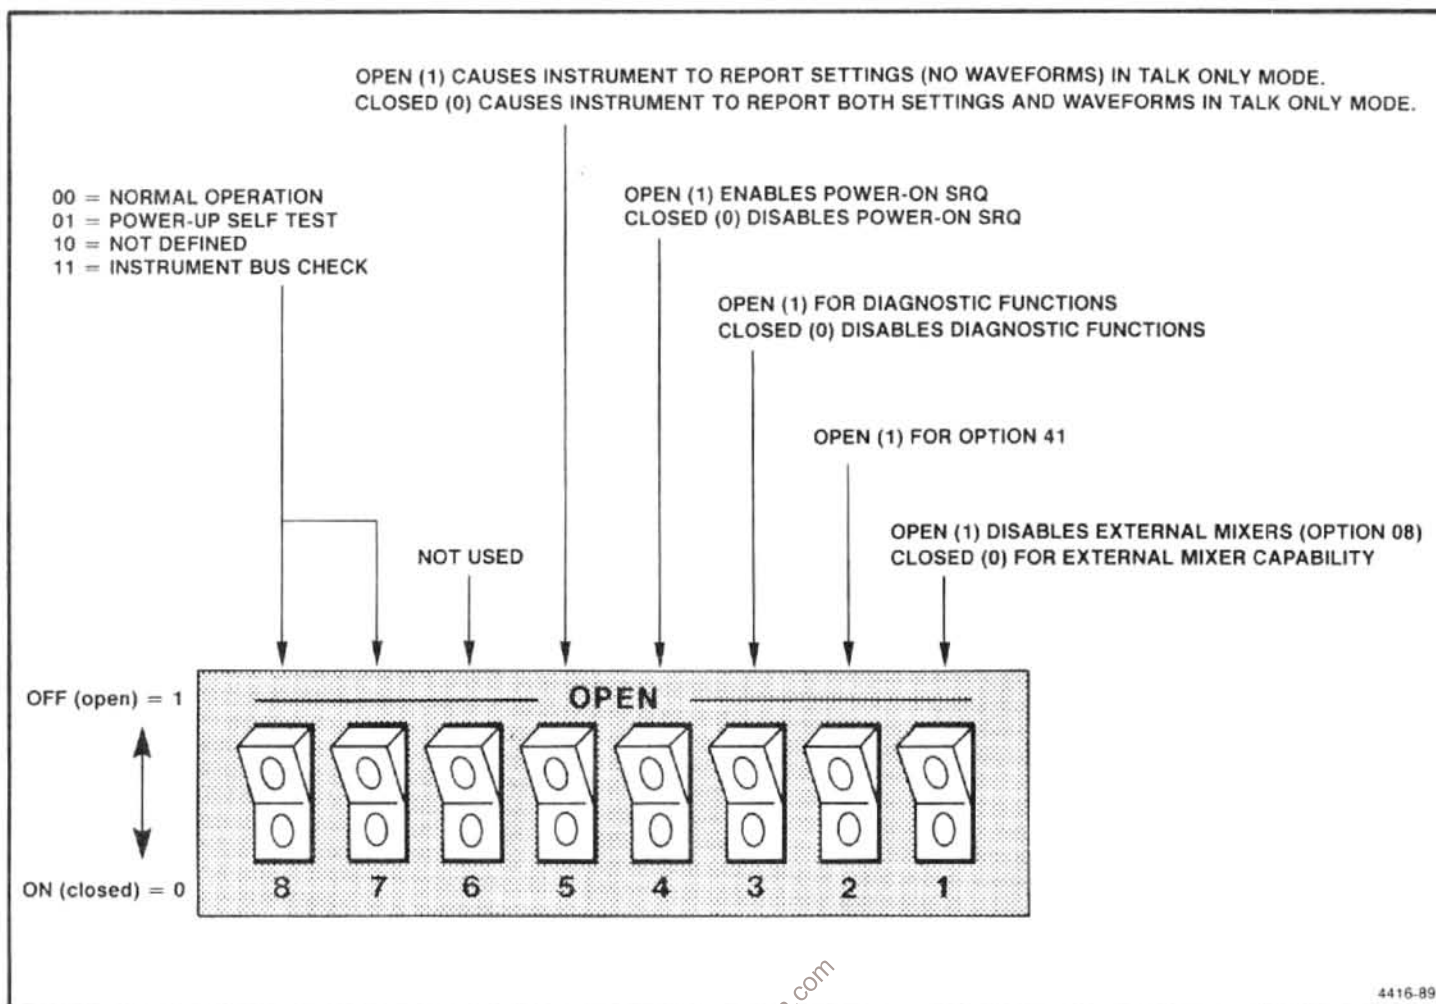 OPEN (1) CAUSES INSTRUMENT TO REPORT SETTINGS (NO WAVEFORMS) IN TALK ONLY MODE.
CLOSED (0) CAUSES INSTRUMENT TO REPORT BOTH SETTINGS AND WAVEFORMS IN TALK ONLY MODE.
00 = NORMAL OPERATION
01 = POWER-UP SELF TEST
10 = NOT DEFINED
11 = INSTRUMENT BUS CHECK
OPEN (1) ENABLES POWER-ON SRQ
CLOSED (0) DISABLES POWER-ON SRQ
OPEN (1) FOR DIAGNOSTIC FUNCTIONS
CLOSED (0) DISABLES DIAGNOSTIC FUNCTIONS
OPEN (1) FOR OPTION 41
OPEN (1) DISABLES EXTERNAL MIXERS (OPTION 08)
CLOSED (0) FOR EXTERNAL MIXER CAPABILITY
NOT USED
OFF (open) = 1
OPEN
ON (closed) = 0
8 7 6 5 4 3 2 1
4416-89